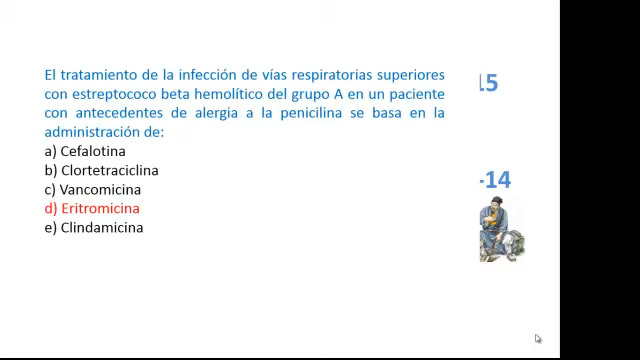 El tratamiento de la infección de vías respiratorias superiores
con estreptococo beta hemolítico del grupo A en un paciente
con antecedentes de alergia a la penicilina se basa en la
administración de:
a) Cefalotina
b) Clortetraciclina
c) Vancomicina
d) Eritromicina
e) Clindamicina
15
-14